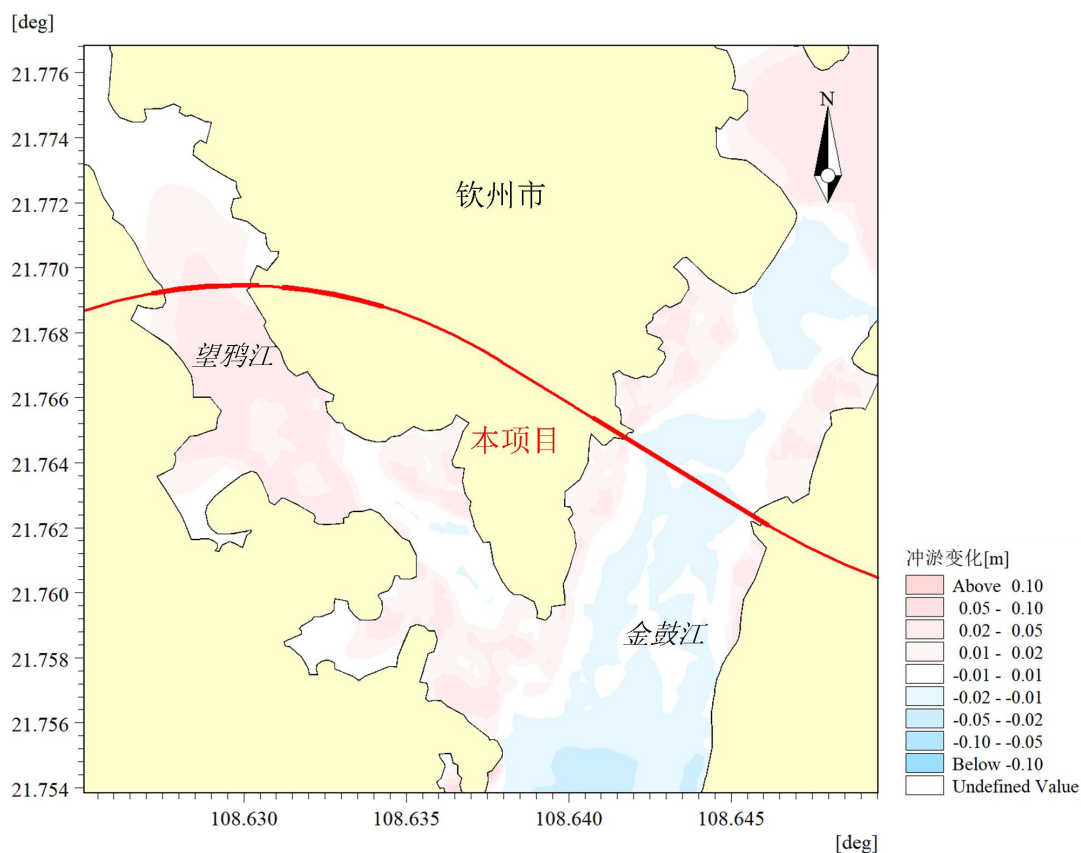 [deg]
21.776
21.774
21.772
21.770
21.768
21.766
21.764
21.762
21.760
21.758
21.756
21.754
N
钦州市
望鸦江
本项目
金鼓江
108.630
108.635
108.640
108.645
[deg]
冲淤变化[m]
Above 0.10
0.05 - 0.10
0.02 - 0.05
0.01 - 0.02
-0.01 - 0.01
-0.02 - -0.01
-0.05 - -0.02
-0.10 - -0.05
Below -0.10
Undefined Value